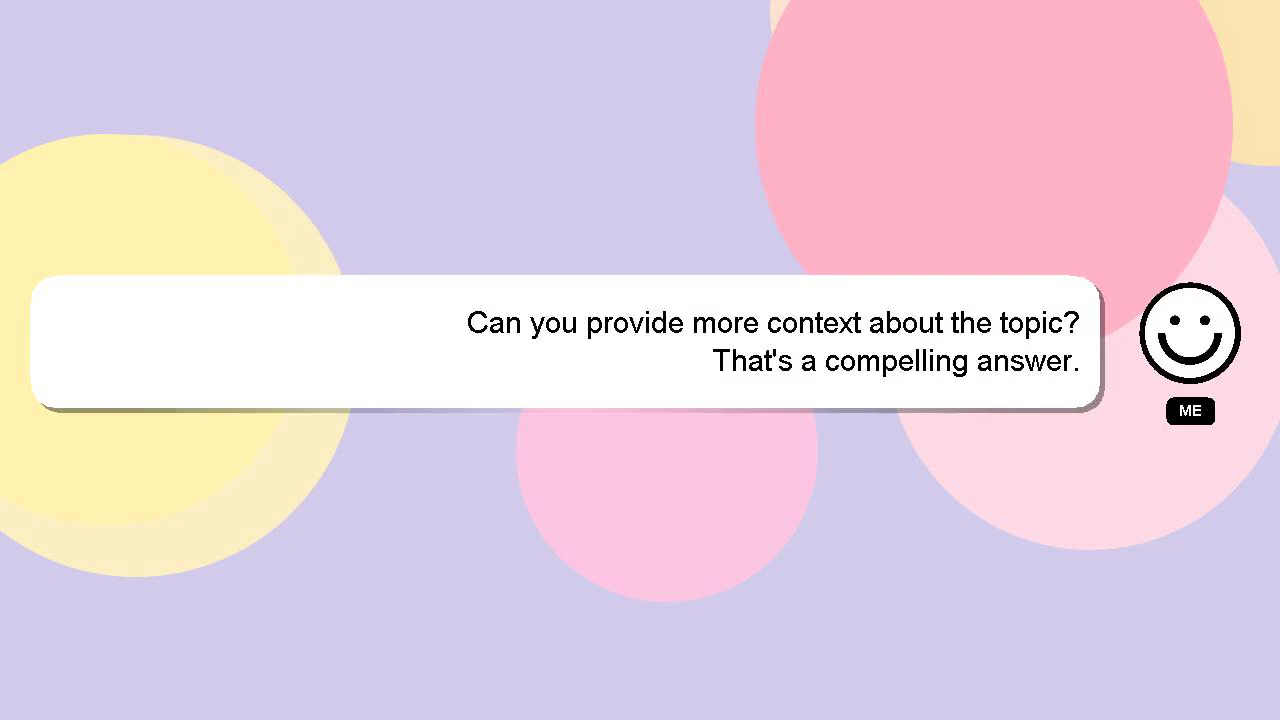 Can you provide more context about the topic?
That's a compelling answer.
ME